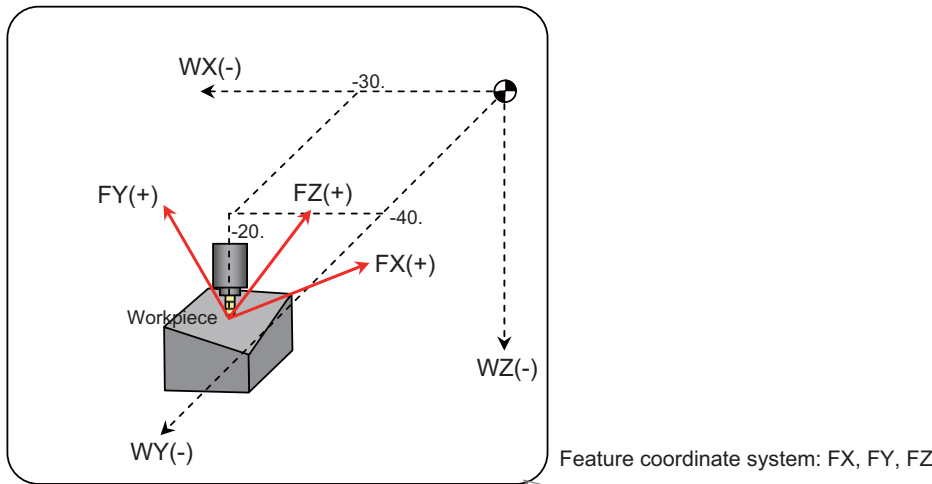 WX(-)
-30.
FY(+)
FZ(+)
-40.
-20.
FX(+)
Workpiece
WZ(-)
WY(-)
Feature coordinate system: FX, FY, FZ